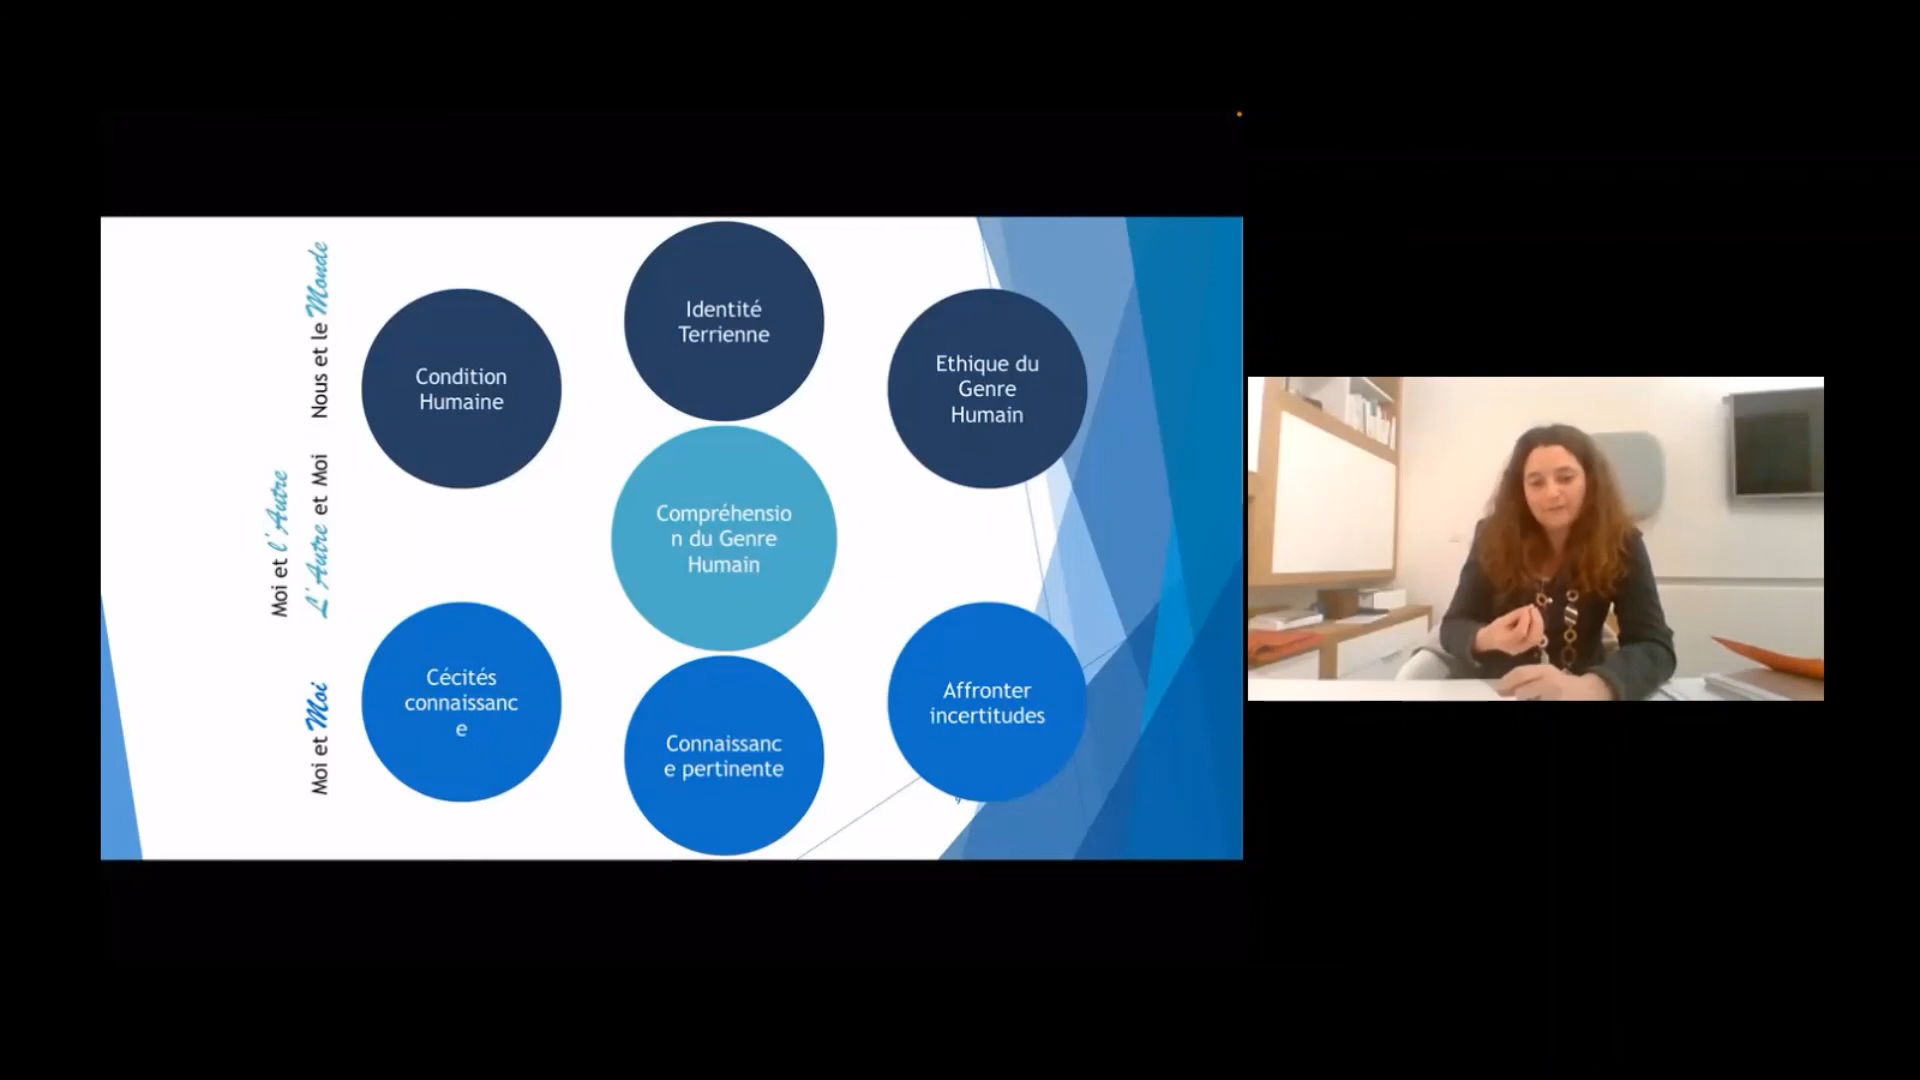 Nous et le Monde
Moi et l'Autre
L'Autre et Moi
Moi et Moi
Identité
Terrienne
Condition
Humaine
Ethique du
Genre
Humain
Compréhensio
n du Genre
Humain
Cécités
connaissanc
e
Connaissanc
e pertinente
Affronter
incertitudes